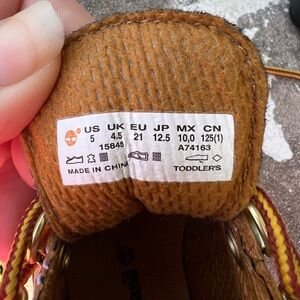 US UK EU JP MX CN
5 4.5 21 12.5 10.0 125(1)
15845 A74163
MADE IN CHINA TODDLER'S